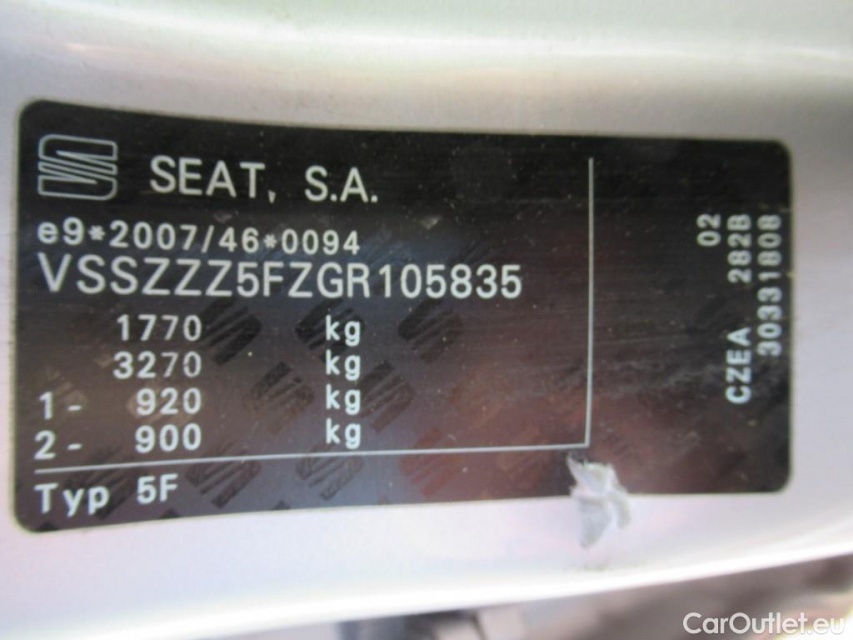 SEAT, S.A.
e9*2007/46*0094
VSSZZZ5FZGR105835
1770 kg
3270 kg
1- 920 kg
2- 900 kg
Typ 5F
02
CZEA 282B
30331808
CarOutlet.eu